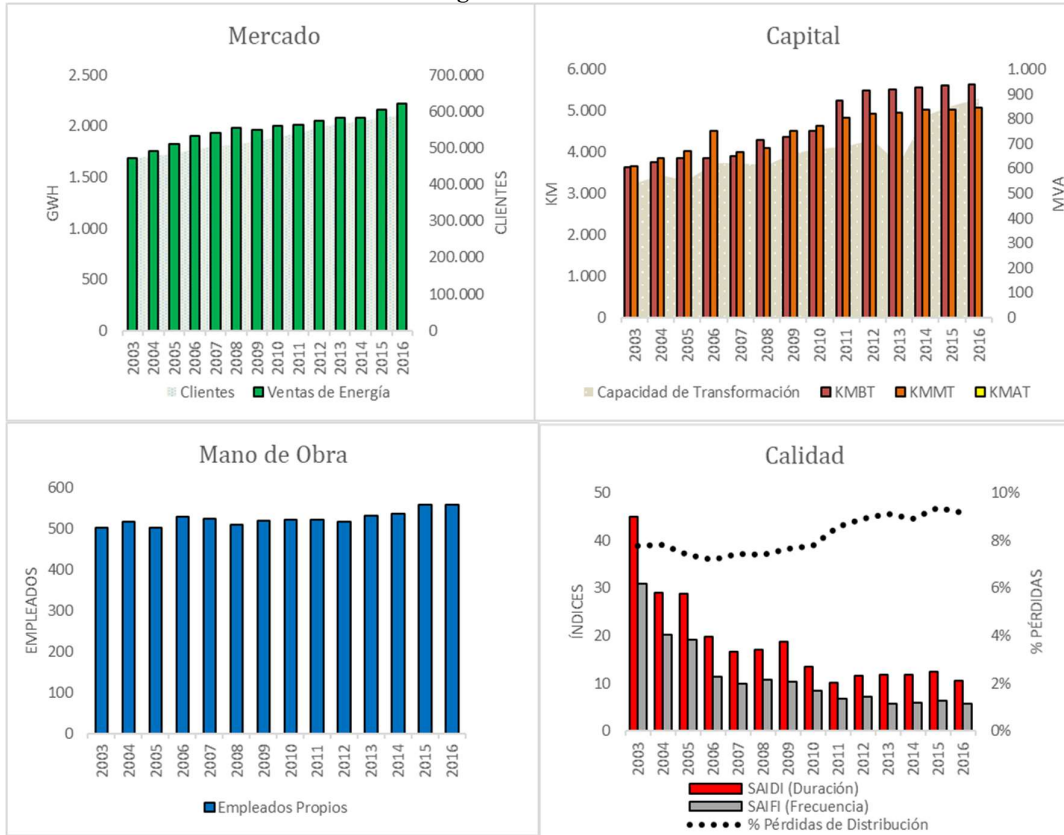 Mercado
2.500
2.000
1.500
1.000
500
0
GWH
700.000
600.000
500.000
400.000
300.000
200.000
100.000
0
CLIENTES
2003 2004 2005 2006 2007 2008 2009 2010 2011 2012 2013 2014 2015 2016
Clientes Ventas de Energía
Capital
6.000
5.000
4.000
3.000
2.000
1.000
0
KM
1.000
900
800
700
600
500
400
300
200
100
0
MVA
2003 2004 2005 2006 2007 2008 2009 2010 2011 2012 2013 2014 2015 2016
Capacidad de Transformación KMBT KMMT KMAT
Mano de Obra
600
500
400
300
200
100
0
EMPLEADOS
2003 2004 2005 2006 2007 2008 2009 2010 2011 2012 2013 2014 2015 2016
Empleados Propios
Calidad
50
40
30
20
10
0
ÍNDICES
10%
8%
6%
4%
2%
0%
% PÉRDIDAS
2003 2004 2005 2006 2007 2008 2009 2010 2011 2012 2013 2014 2015 2016
SAIDI (Duración)
SAIFI (Frecuencia)
% Pérdidas de Distribución